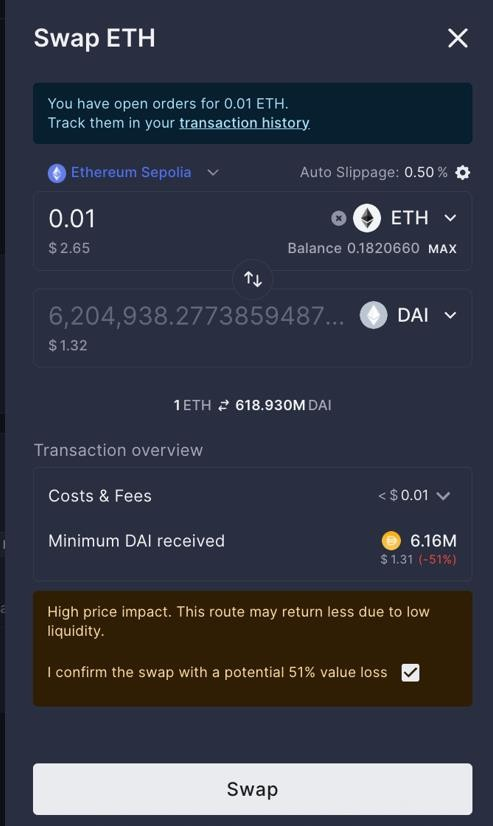 Swap ETH
You have open orders for 0.01 ETH.
Track them in your transaction history
Ethereum Sepolia Auto Slippage: 0.50 %
0.01 ETH
$ 2.65 Balance 0.1820660 MAX
6,204,938.2773859487... DAI
$ 1.32
1 ETH ⇄ 618.930M DAI
Transaction overview
Costs & Fees < $ 0.01
Minimum DAI received 6.16M
$ 1.31 (-51%)
High price impact. This route may return less due to low
liquidity.
I confirm the swap with a potential 51% value loss
Swap